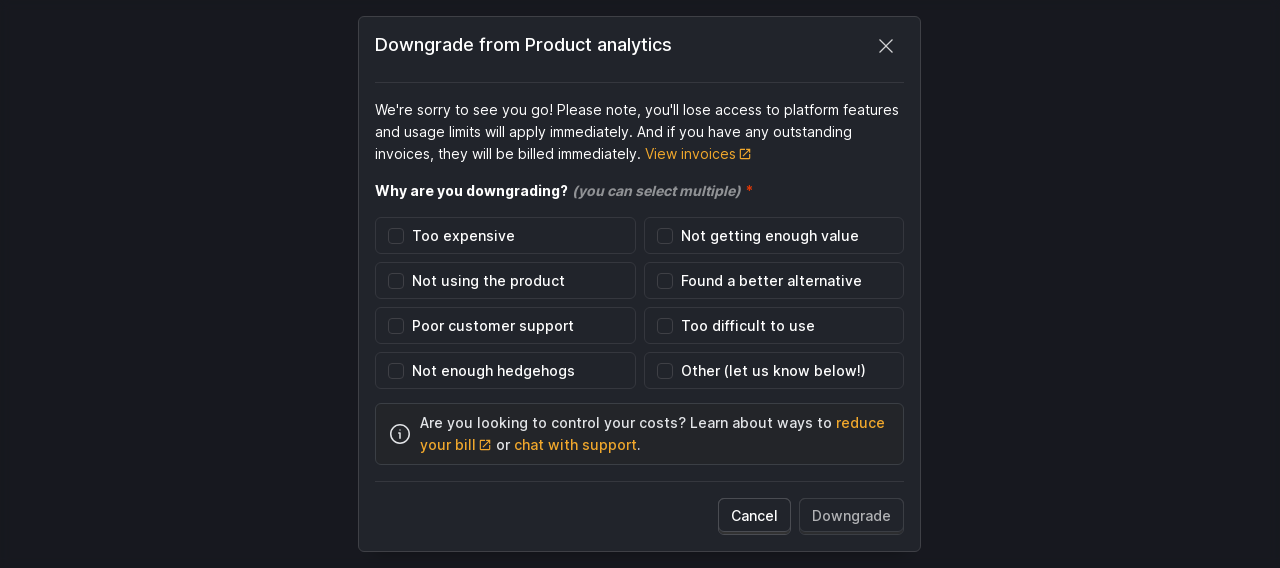 Downgrade from Product analytics
We're sorry to see you go! Please note, you'll lose access to platform features
and usage limits will apply immediately. And if you have any outstanding
invoices, they will be billed immediately. View invoices
Why are you downgrading? (you can select multiple) *
Too expensive
Not getting enough value
Not using the product
Found a better alternative
Poor customer support
Too difficult to use
Not enough hedgehogs
Other (let us know below!)
Are you looking to control your costs? Learn about ways to reduce
your bill or chat with support.
Cancel
Downgrade